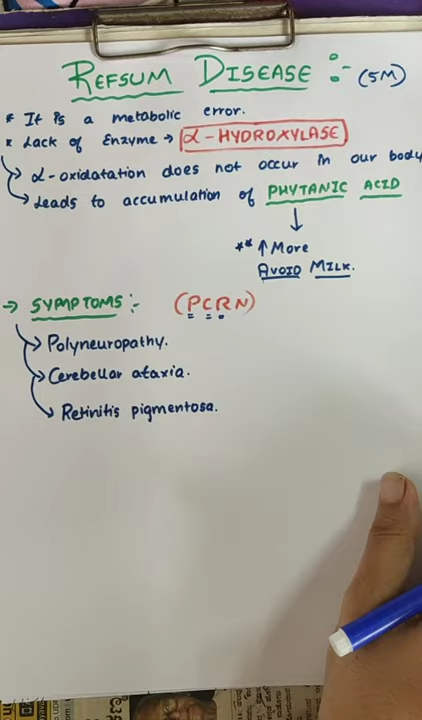 REFSUM DISEASE :- (5M)
* It is a metabolic error.
* Lack of Enzyme → α-HYDROXYLASE
→ α-oxidatation does not occur in our body
→ Leads to accumulation of PHYTANIC ACID
↓
** ↑ More
AVOID MILK.
→ SYMPTOMS :- (PCRN)
→ Polyneuropathy.
→ Cerebellar ataxia.
→ Retinitis pigmentosa.